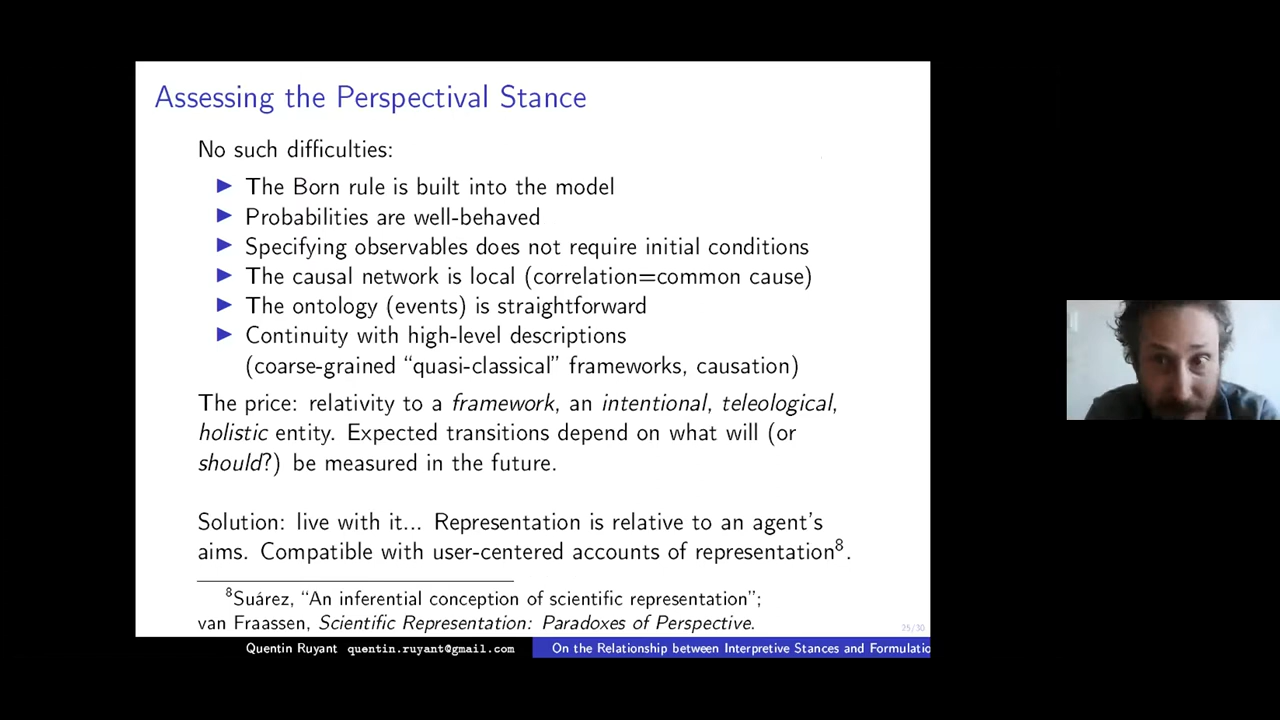 Assessing the Perspectival Stance
No such difficulties:
▶ The Born rule is built into the model
▶ Probabilities are well-behaved
▶ Specifying observables does not require initial conditions
▶ The causal network is local (correlation=common cause)
▶ The ontology (events) is straightforward
▶ Continuity with high-level descriptions
(coarse-grained “quasi-classical” frameworks, causation)
The price: relativity to a framework, an intentional, teleological,
holistic entity. Expected transitions depend on what will (or
should?) be measured in the future.
Solution: live with it... Representation is relative to an agent's
aims. Compatible with user-centered accounts of representation⁸.
⁸Suárez, “An inferential conception of scientific representation”;
van Fraassen, Scientific Representation: Paradoxes of Perspective.
25/30
Quentin Ruyant quentin.ruyant@gmail.com On the Relationship between Interpretive Stances and Formulatio